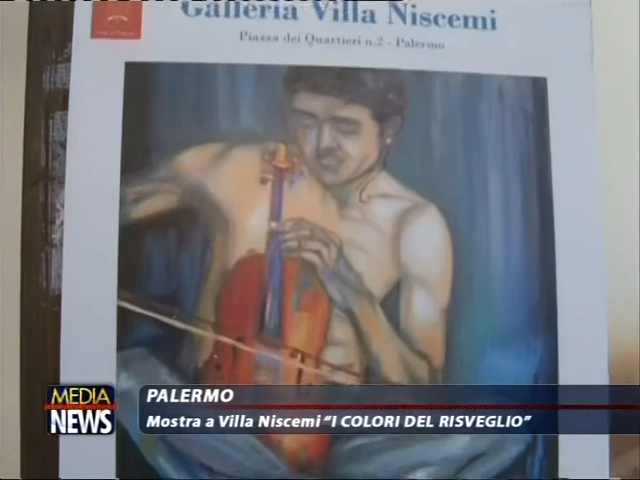 Galleria Villa Niscemi
Piazza dei Quartieri n.2 - Palermo
MEDIA
NEWS
PALERMO
Mostra a Villa Niscemi "I COLORI DEL RISVEGLIO"